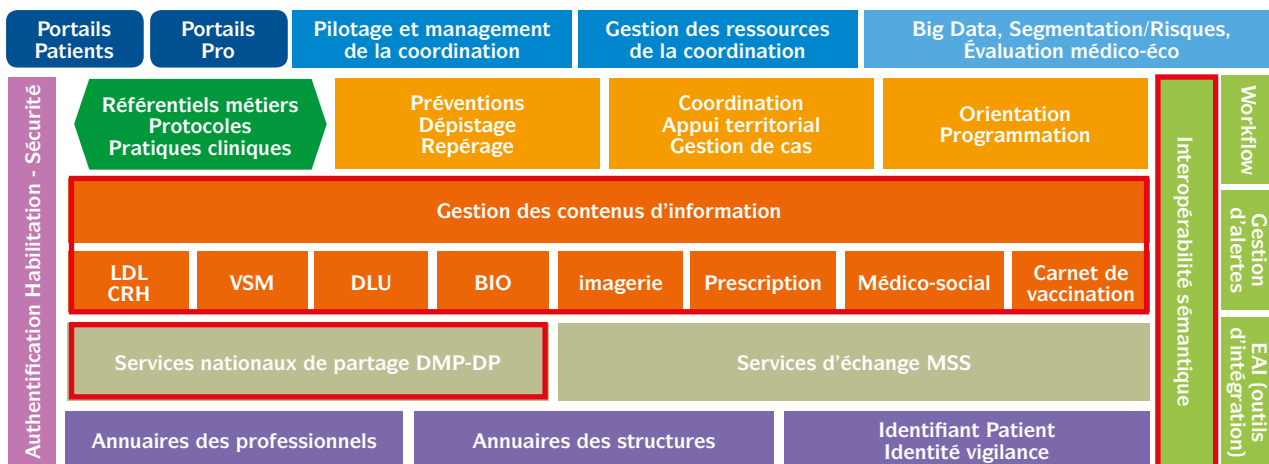 Portails
Patients
Portails
Pro
Pilotage et management
de la coordination
Gestion des ressources
de la coordination
Big Data, Segmentation/Risques,
Évaluation médico-éco
Authentification Habilitation - Sécurité
Référentiels métiers
Protocoles
Pratiques cliniques
Préventions
Dépistage
Repérage
Coordination
Appui territorial
Gestion de cas
Orientation
Programmation
Interopérabilité sémantique
Workflow
Gestion
d'alertes
EAI (outils
d'intégration)
Gestion des contenus d'information
LDL
CRH
VSM
DLU
BIO
imagerie
Prescription
Médico-social
Carnet de
vaccination
Services nationaux de partage DMP-DP
Services d'échange MSS
Annuaires des professionnels
Annuaires des structures
Identifiant Patient
Identité vigilance